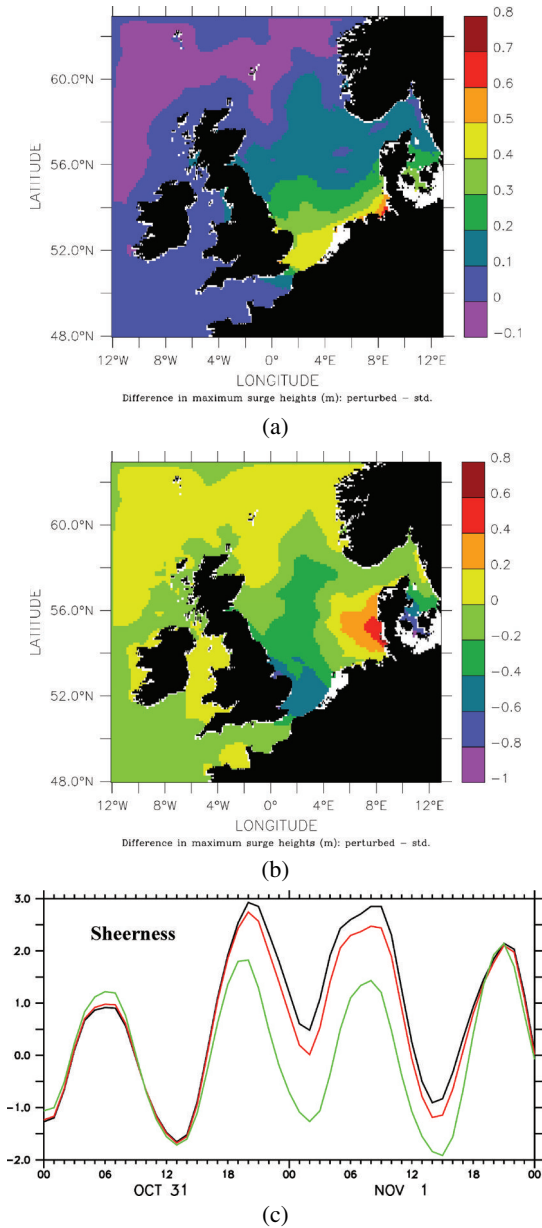 0.8
0.7
0.6
0.5
0.4
0.3
0.2
0.1
0
−0.1
60.0°N
56.0°N
52.0°N
48.0°N
LATITUDE
12°W 8°W 4°W 0° 4°E 8°E 12°E
LONGITUDE
Difference in maximum surge heights (m): perturbed − std.
(a)
0.8
0.6
0.4
0.2
0
−0.2
−0.4
−0.6
−0.8
−1
60.0°N
56.0°N
52.0°N
48.0°N
LATITUDE
12°W 8°W 4°W 0° 4°E 8°E 12°E
LONGITUDE
Difference in maximum surge heights (m): perturbed − std.
(b)
3.0
Sheerness
2.0
1.0
0.0
-1.0
-2.0
00 06 12 18 00 06 12 18 00
OCT 31 NOV 1
(c)